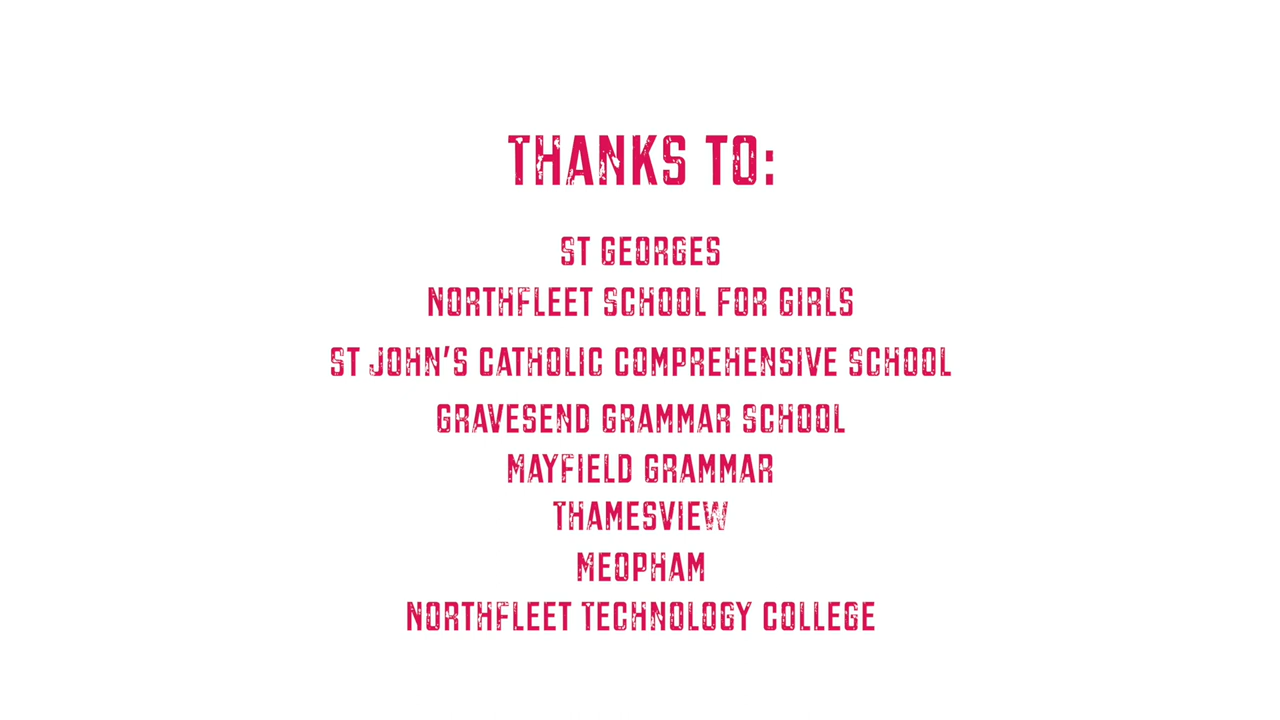 THANKS TO:
ST GEORGES
NORTHFLEET SCHOOL FOR GIRLS
ST JOHN'S CATHOLIC COMPREHENSIVE SCHOOL
GRAVESEND GRAMMAR SCHOOL
MAYFIELD GRAMMAR
THAMESVIEW
MEOPHAM
NORTHFLEET TECHNOLOGY COLLEGE